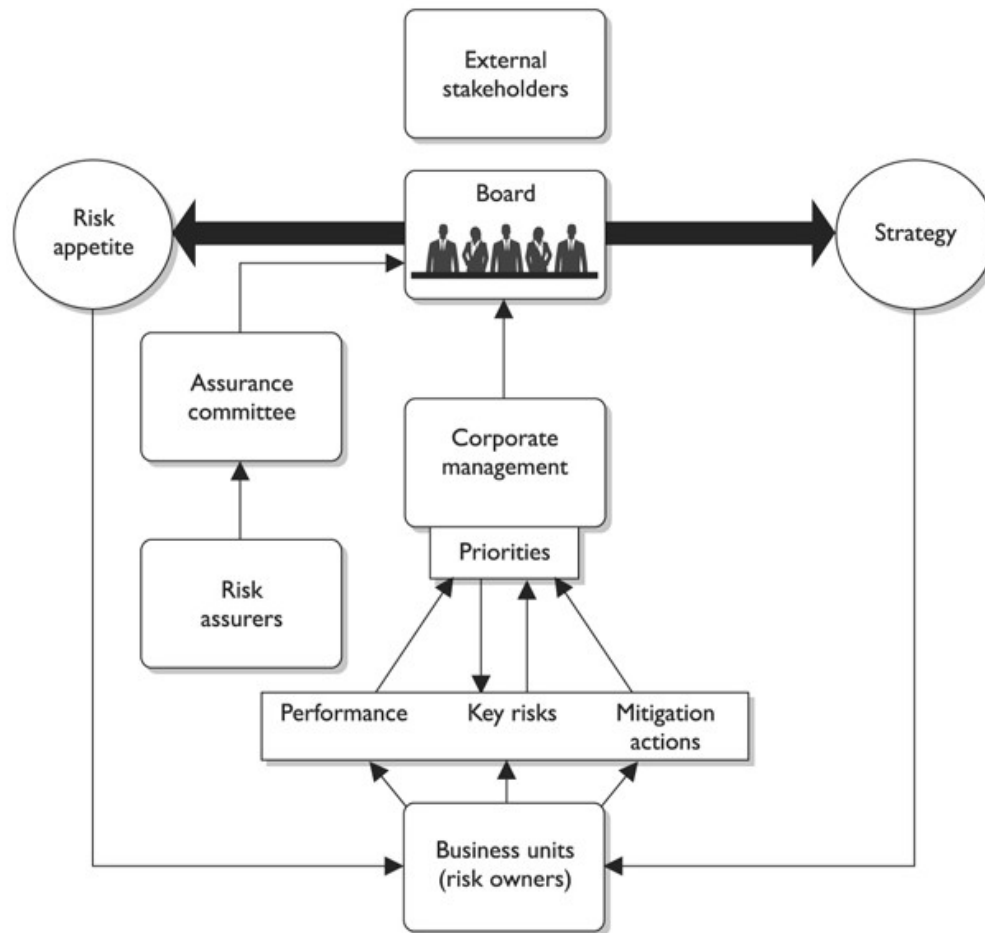 External
stakeholders
Board
Risk
appetite
Strategy
Assurance
committee
Corporate
management
Priorities
Risk
assurers
Performance
Key risks
Mitigation
actions
Business units
(risk owners)